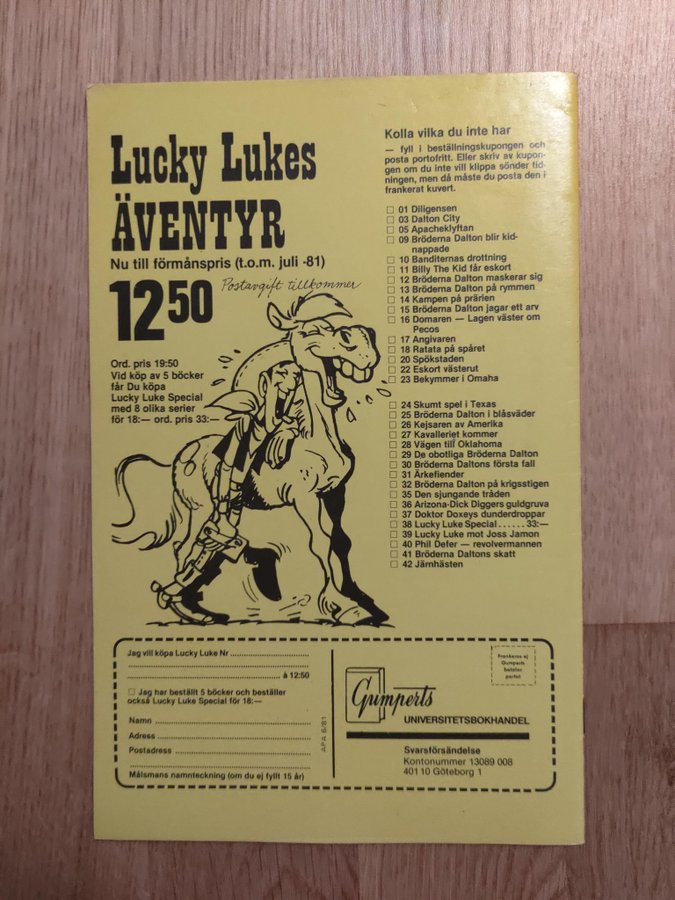 Lucky Lukes
ÄVENTYR
Nu till förmånspris (t.o.m. juli -81)
12 50
Postavgift tillkommer
Ord. pris 19:50
Vid köp av 5 böcker
får Du köpa
Lucky Luke Special
med 8 olika serier
för 18:— ord. pris 33:—
Kolla vilka du inte har
— fyll i beställningskupongen och
posta portofritt. Eller skriv av kupon-
gen om du inte vill klippa sönder tid-
ningen, men då måste du posta den i
frankerat kuvert.
01 Diligensen
03 Dalton City
05 Apacheklyftan
09 Bröderna Dalton blir kid-
nappade
10 Banditernas drottning
11 Billy The Kid får eskort
12 Bröderna Dalton maskerar sig
13 Bröderna Dalton på rymmen
14 Kampen på prärien
15 Bröderna Dalton jagar ett arv
16 Domaren — Lagen väster om
Pecos
17 Angivaren
18 Ratata på spåret
20 Spökstaden
22 Eskort västerut
23 Bekymmer i Omaha
24 Skumt spel i Texas
25 Bröderna Dalton i blåsväder
26 Kejsaren av Amerika
27 Kavalleriet kommer
28 Vägen till Oklahoma
29 De obotliga Bröderna Dalton
30 Bröderna Daltons första fall
31 Ärkefiender
32 Bröderna Dalton på krigsstigen
35 Den sjungande tråden
36 Arizona-Dick Diggers guldgruva
37 Doktor Doxeys dunderdroppar
38 Lucky Luke Special......33:—
39 Lucky Luke mot Joss Jamon
40 Phil Defer — revolvermannen
41 Bröderna Daltons skatt
42 Järnhästen
Jag vill köpa Lucky Luke Nr
à 12:50
Jag har beställt 5 böcker och beställer
också Lucky Luke Special för 18:—
Namn
Adress
Postadress
Målsmans namnteckning (om du ej fyllt 15 år)
APA 6/81
Frankeras ej
Gumperts
betalar
portot
Gumperts
UNIVERSITETSBOKHANDEL
Svarsförsändelse
Kontonummer 13089 008
401 10 Göteborg 1